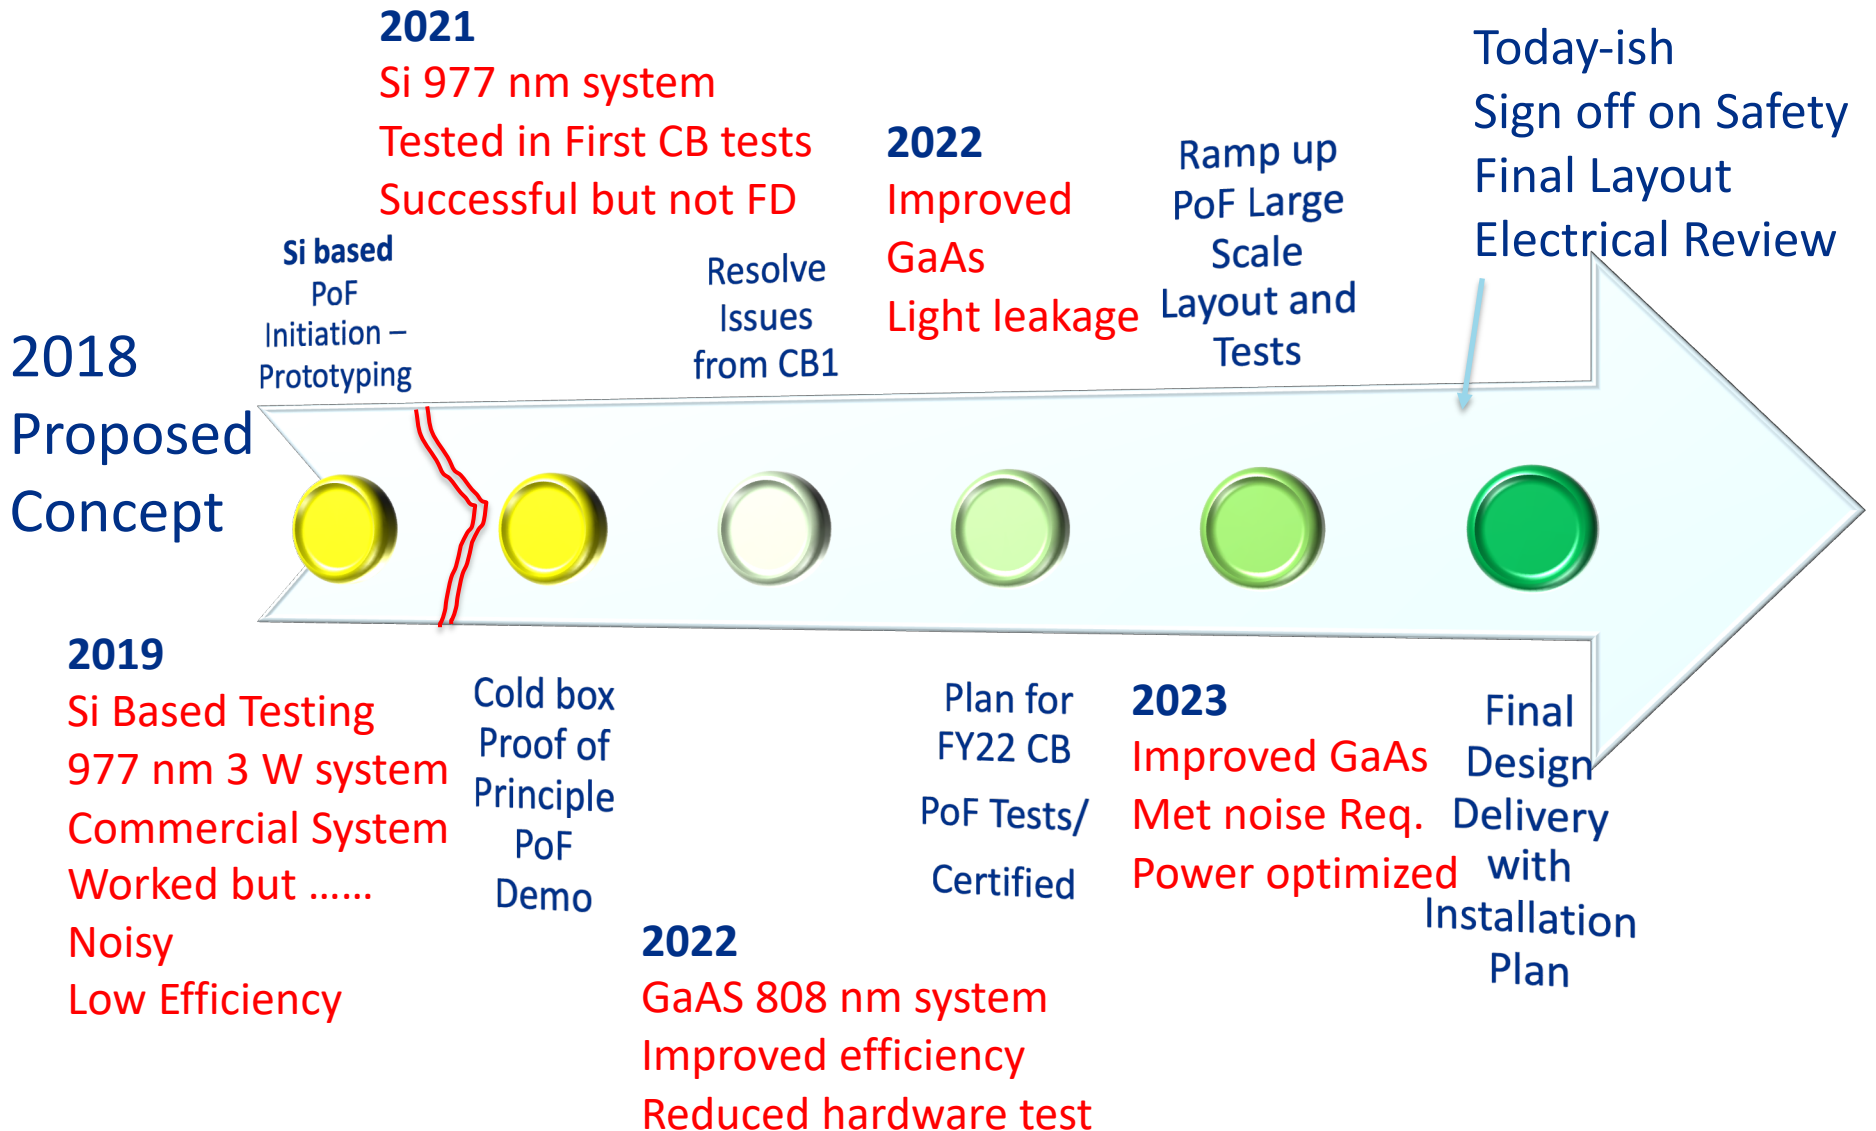 2018
Proposed
Concept
Si based
PoF
Initiation –
Prototyping
2019
Si Based Testing
977 nm 3 W system
Commercial System
Worked but ……
Noisy
Low Efficiency
2021
Si 977 nm system
Tested in First CB tests
Successful but not FD
Cold box
Proof of
Principle
PoF
Demo
Resolve
Issues
from CB1
2022
GaAS 808 nm system
Improved efficiency
Reduced hardware test
2022
Improved
GaAs
Light leakage
Plan for
FY22 CB
PoF Tests/
Certified
Ramp up
PoF Large
Scale
Layout and
Tests
2023
Improved GaAs
Met noise Req.
Power optimized
Today-ish
Sign off on Safety
Final Layout
Electrical Review
Final
Design
Delivery
with
Installation
Plan